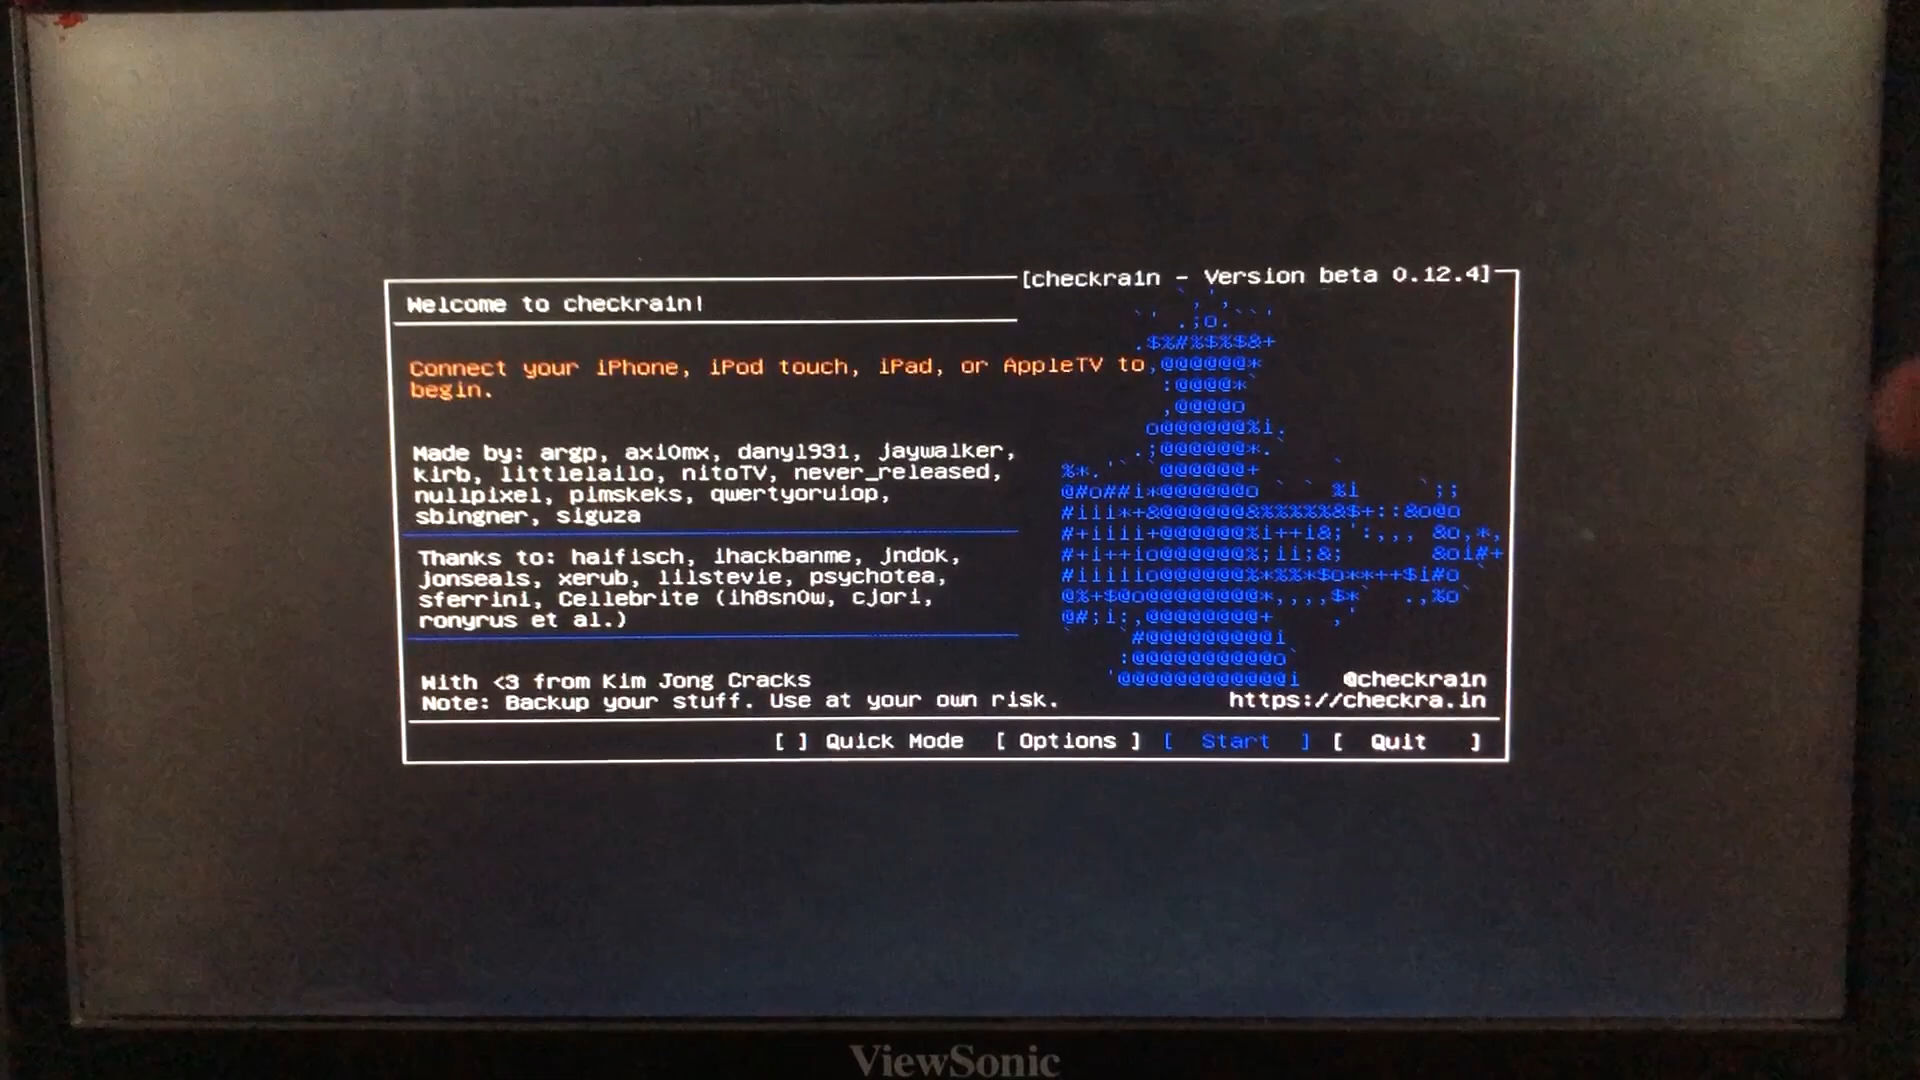 [checkra1n - Version beta 0.12.4]
Welcome to checkra1n!
Connect your iPhone, iPod touch, iPad, or AppleTV to
begin.
Made by: argp, axi0mx, danyl931, jaywalker,
kirb, littlelailo, nitoTV, never_released,
nullpixel, pimskeks, qwertyoruiop,
sbingner, siguza
Thanks to: haifisch, ihackbanme, jndok,
jonseals, xerub, lilstevie, psychotea,
sferrini, Cellebrite (ih8sn0w, cjori,
ronyrus et al.)
With <3 from Kim Jong Cracks
Note: Backup your stuff. Use at your own risk.
@checkra1n
https://checkra.in
[ ] Quick Mode [ Options ] [ Start ] [ Quit ]
ViewSonic